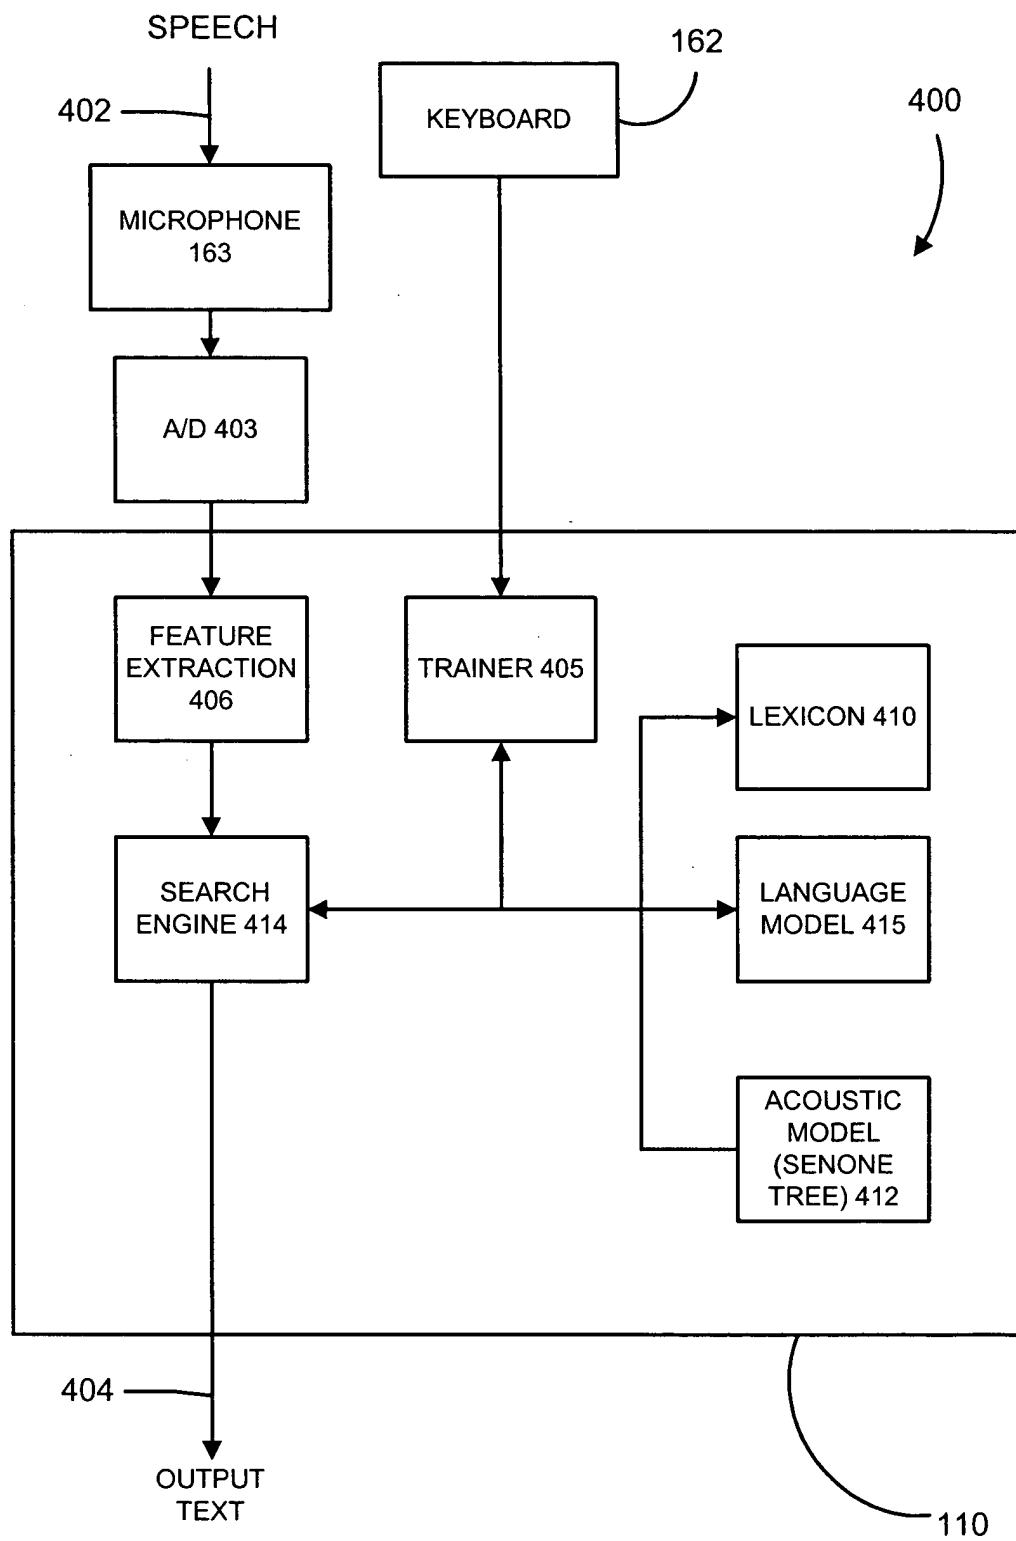 SPEECH
162
400
402
KEYBOARD
MICROPHONE
163
A/D 403
FEATURE
EXTRACTION
406
TRAINER 405
LEXICON 410
SEARCH
ENGINE 414
LANGUAGE
MODEL 415
ACOUSTIC
MODEL
(SENONE
TREE) 412
404
OUTPUT
TEXT
110